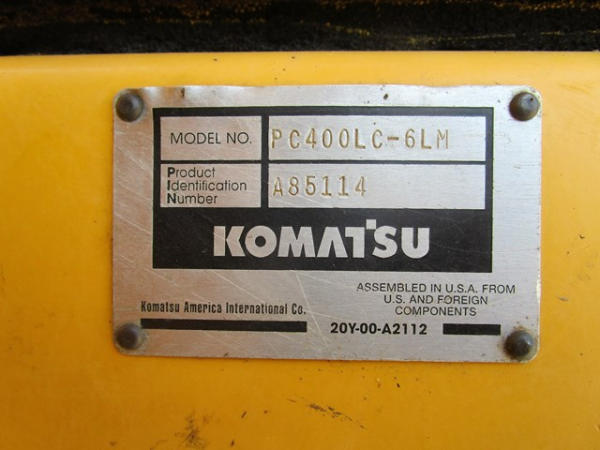 MODEL NO. PC400LC-6LM
Product
Identification
Number
A85114
KOMATSU
ASSEMBLED IN U.S.A. FROM
U.S. AND FOREIGN
COMPONENTS
Komatsu America International Co.
20Y-00-A2112